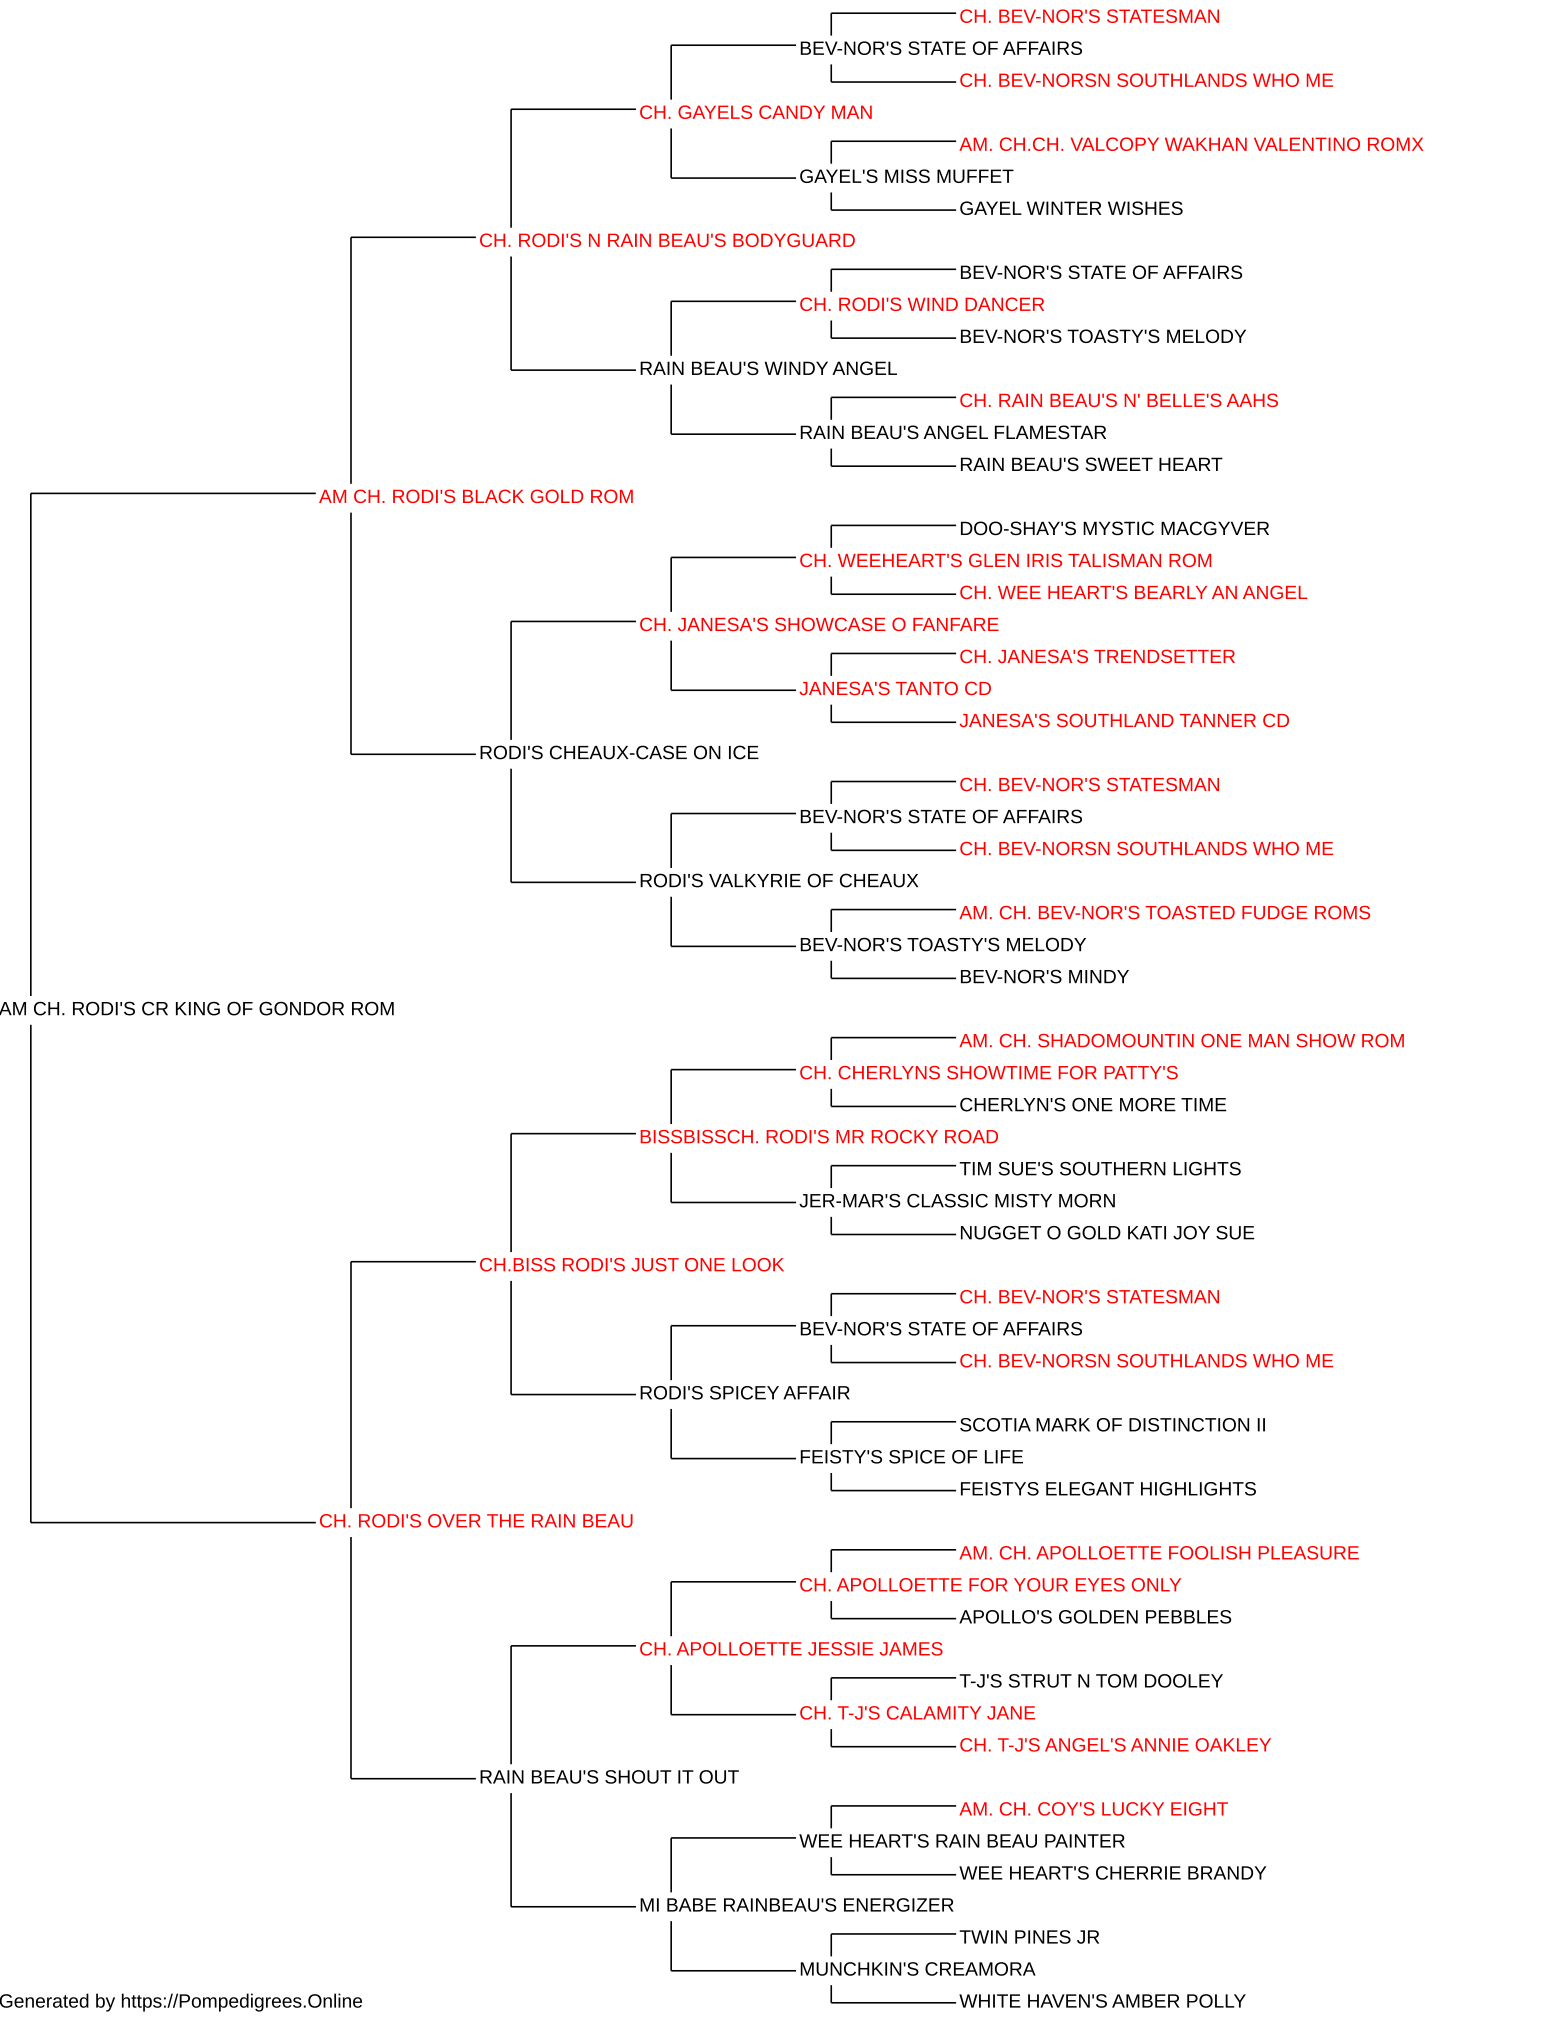 CH. BEV-NOR'S STATESMAN
BEV-NOR'S STATE OF AFFAIRS
CH. BEV-NORSN SOUTHLANDS WHO ME
CH. GAYELS CANDY MAN
AM. CH.CH. VALCOPY WAKHAN VALENTINO ROMX
GAYEL'S MISS MUFFET
GAYEL WINTER WISHES
CH. RODI'S N RAIN BEAU'S BODYGUARD
BEV-NOR'S STATE OF AFFAIRS
CH. RODI'S WIND DANCER
BEV-NOR'S TOASTY'S MELODY
RAIN BEAU'S WINDY ANGEL
CH. RAIN BEAU'S N' BELLE'S AAHS
RAIN BEAU'S ANGEL FLAMESTAR
RAIN BEAU'S SWEET HEART
AM CH. RODI'S BLACK GOLD ROM
DOO-SHAY'S MYSTIC MACGYVER
CH. WEEHEART'S GLEN IRIS TALISMAN ROM
CH. WEE HEART'S BEARLY AN ANGEL
CH. JANESA'S SHOWCASE O FANFARE
CH. JANESA'S TRENDSETTER
JANESA'S TANTO CD
JANESA'S SOUTHLAND TANNER CD
RODI'S CHEAUX-CASE ON ICE
CH. BEV-NOR'S STATESMAN
BEV-NOR'S STATE OF AFFAIRS
CH. BEV-NORSN SOUTHLANDS WHO ME
RODI'S VALKYRIE OF CHEAUX
AM. CH. BEV-NOR'S TOASTED FUDGE ROMS
BEV-NOR'S TOASTY'S MELODY
BEV-NOR'S MINDY
AM CH. RODI'S CR KING OF GONDOR ROM
AM. CH. SHADOMOUNTIN ONE MAN SHOW ROM
CH. CHERLYNS SHOWTIME FOR PATTY'S
CHERLYN'S ONE MORE TIME
BISSBISSCH. RODI'S MR ROCKY ROAD
TIM SUE'S SOUTHERN LIGHTS
JER-MAR'S CLASSIC MISTY MORN
NUGGET O GOLD KATI JOY SUE
CH.BISS RODI'S JUST ONE LOOK
CH. BEV-NOR'S STATESMAN
BEV-NOR'S STATE OF AFFAIRS
CH. BEV-NORSN SOUTHLANDS WHO ME
RODI'S SPICEY AFFAIR
SCOTIA MARK OF DISTINCTION II
FEISTY'S SPICE OF LIFE
FEISTYS ELEGANT HIGHLIGHTS
CH. RODI'S OVER THE RAIN BEAU
AM. CH. APOLLOETTE FOOLISH PLEASURE
CH. APOLLOETTE FOR YOUR EYES ONLY
APOLLO'S GOLDEN PEBBLES
CH. APOLLOETTE JESSIE JAMES
T-J'S STRUT N TOM DOOLEY
CH. T-J'S CALAMITY JANE
CH. T-J'S ANGEL'S ANNIE OAKLEY
RAIN BEAU'S SHOUT IT OUT
AM. CH. COY'S LUCKY EIGHT
WEE HEART'S RAIN BEAU PAINTER
WEE HEART'S CHERRIE BRANDY
MI BABE RAINBEAU'S ENERGIZER
TWIN PINES JR
MUNCHKIN'S CREAMORA
WHITE HAVEN'S AMBER POLLY
Generated by https://Pompedigrees.Online